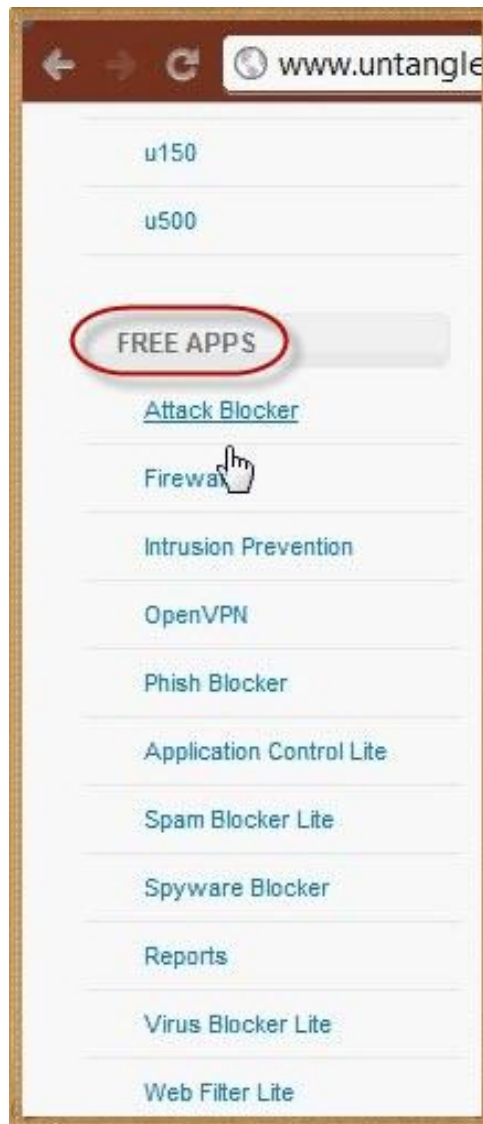 www.untangle
u150
u500
FREE APPS
Attack Blocker
Firewa
Intrusion Prevention
OpenVPN
Phish Blocker
Application Control Lite
Spam Blocker Lite
Spyware Blocker
Reports
Virus Blocker Lite
Web Filter Lite